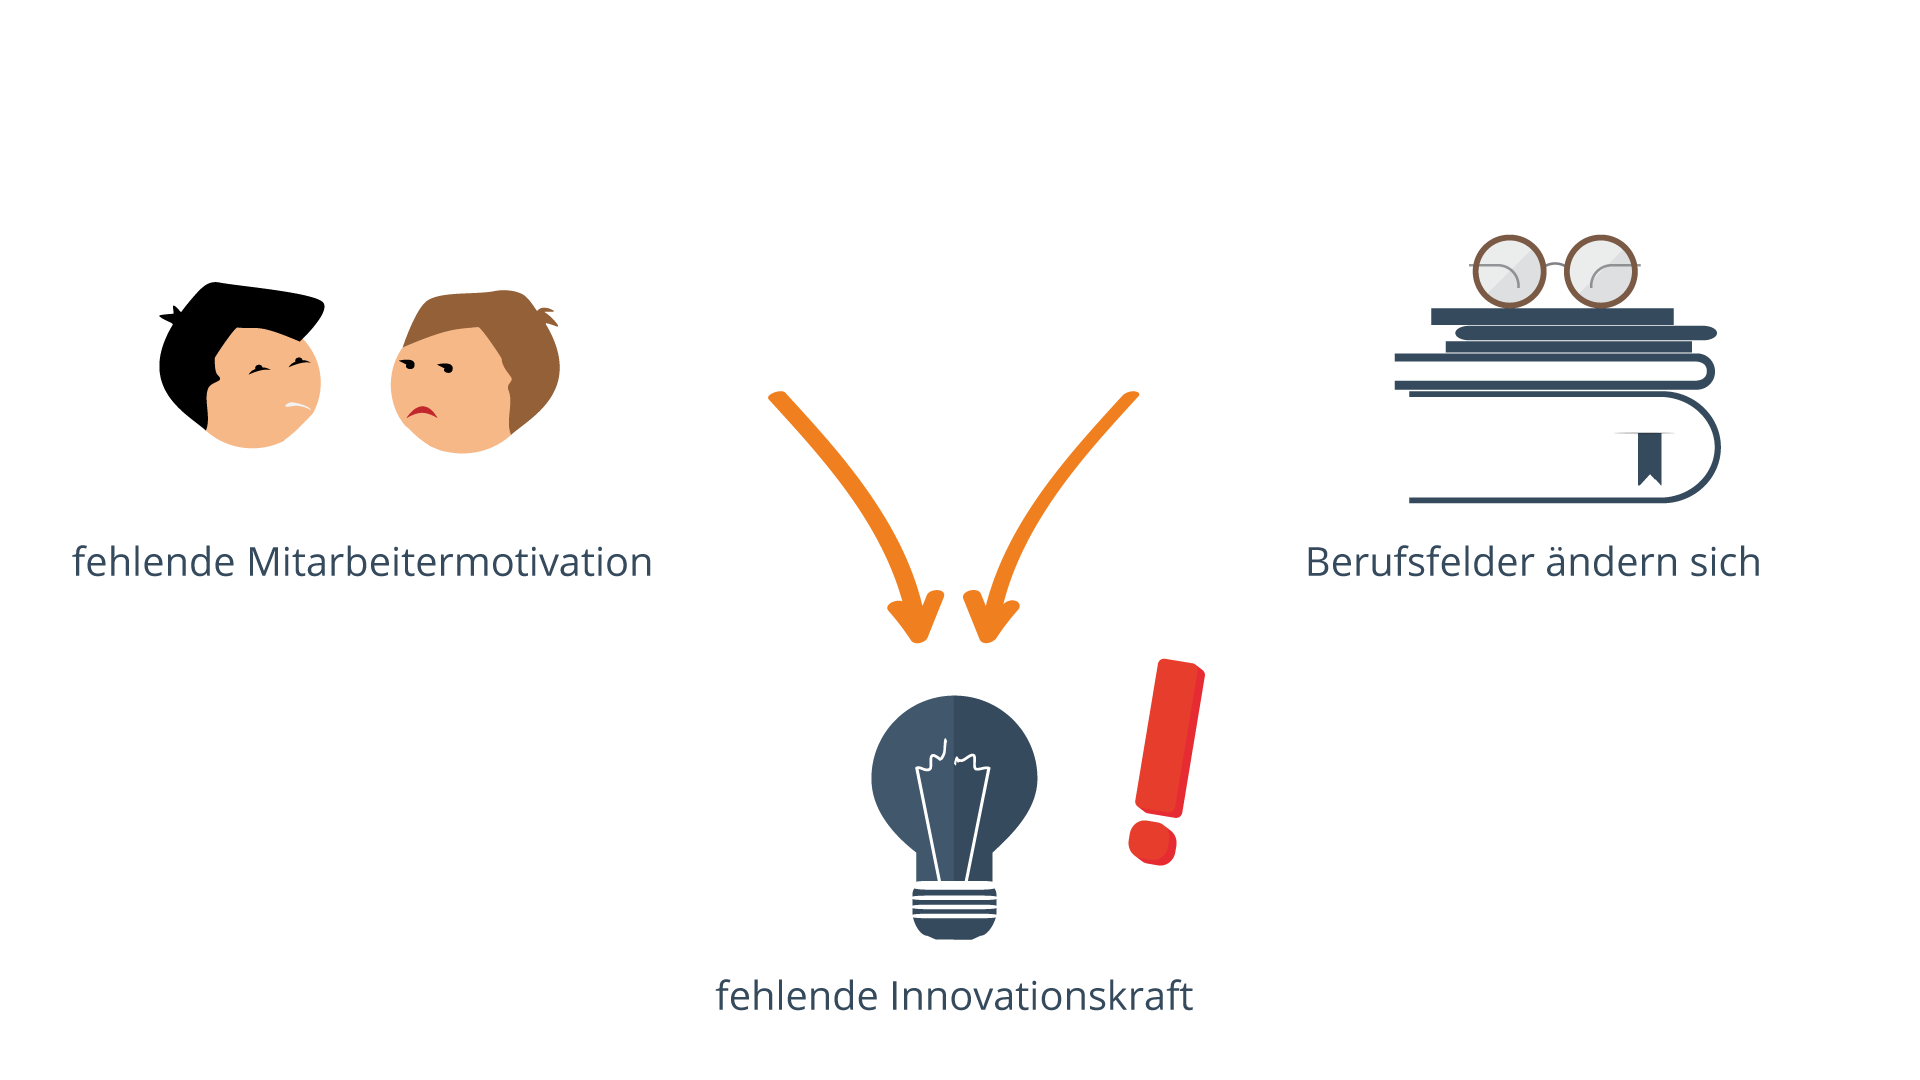 fehlende Mitarbeitermotivation
Berufsfelder ändern sich
fehlende Innovationskraft